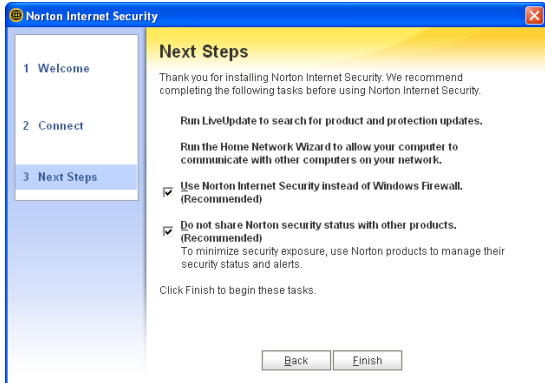 Norton Internet Security
1 Welcome
2 Connect
3 Next Steps
Next Steps
Thank you for installing Norton Internet Security. We recommend
completing the following tasks before using Norton Internet Security.
Run LiveUpdate to search for product and protection updates.
Run the Home Network Wizard to allow your computer to
communicate with other computers on your network.
Use Norton Internet Security instead of Windows Firewall.
(Recommended)
Do not share Norton security status with other products.
(Recommended)
To minimize security exposure, use Norton products to manage their
security status and alerts.
Click Finish to begin these tasks.
Back
Finish